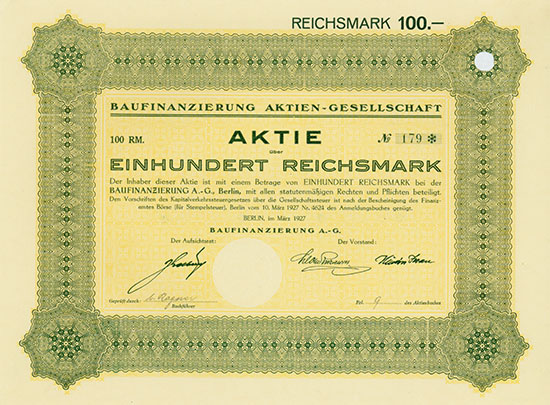 REICHSMARK 100.—
BAUFINANZIERUNG AKTIEN-GESELLSCHAFT
100 RM. AKTIE № 179 ✻
über
EINHUNDERT REICHSMARK
Der Inhaber dieser Aktie ist mit einem Betrage von EINHUNDERT REICHSMARK bei der
BAUFINANZIERUNG A.-G., Berlin, mit allen statutenmäßigen Rechten und Pflichten beteiligt.
Den Vorschriften des Kapitalverkehrsteuergesetzes über die Gesellschaftsteuer ist nach der Bescheinigung des Finanz-
amtes Börse (für Stempelsteuer), Berlin vom 10. März 1927 Nr. 4624 des Anmeldungsbuches genügt.
BERLIN, im März 1927
BAUFINANZIERUNG A.-G.
Der Aufsichtsrat: Der Vorstand:
Geprüft durch: Fol. 9 des Aktienbuches
Buchführer